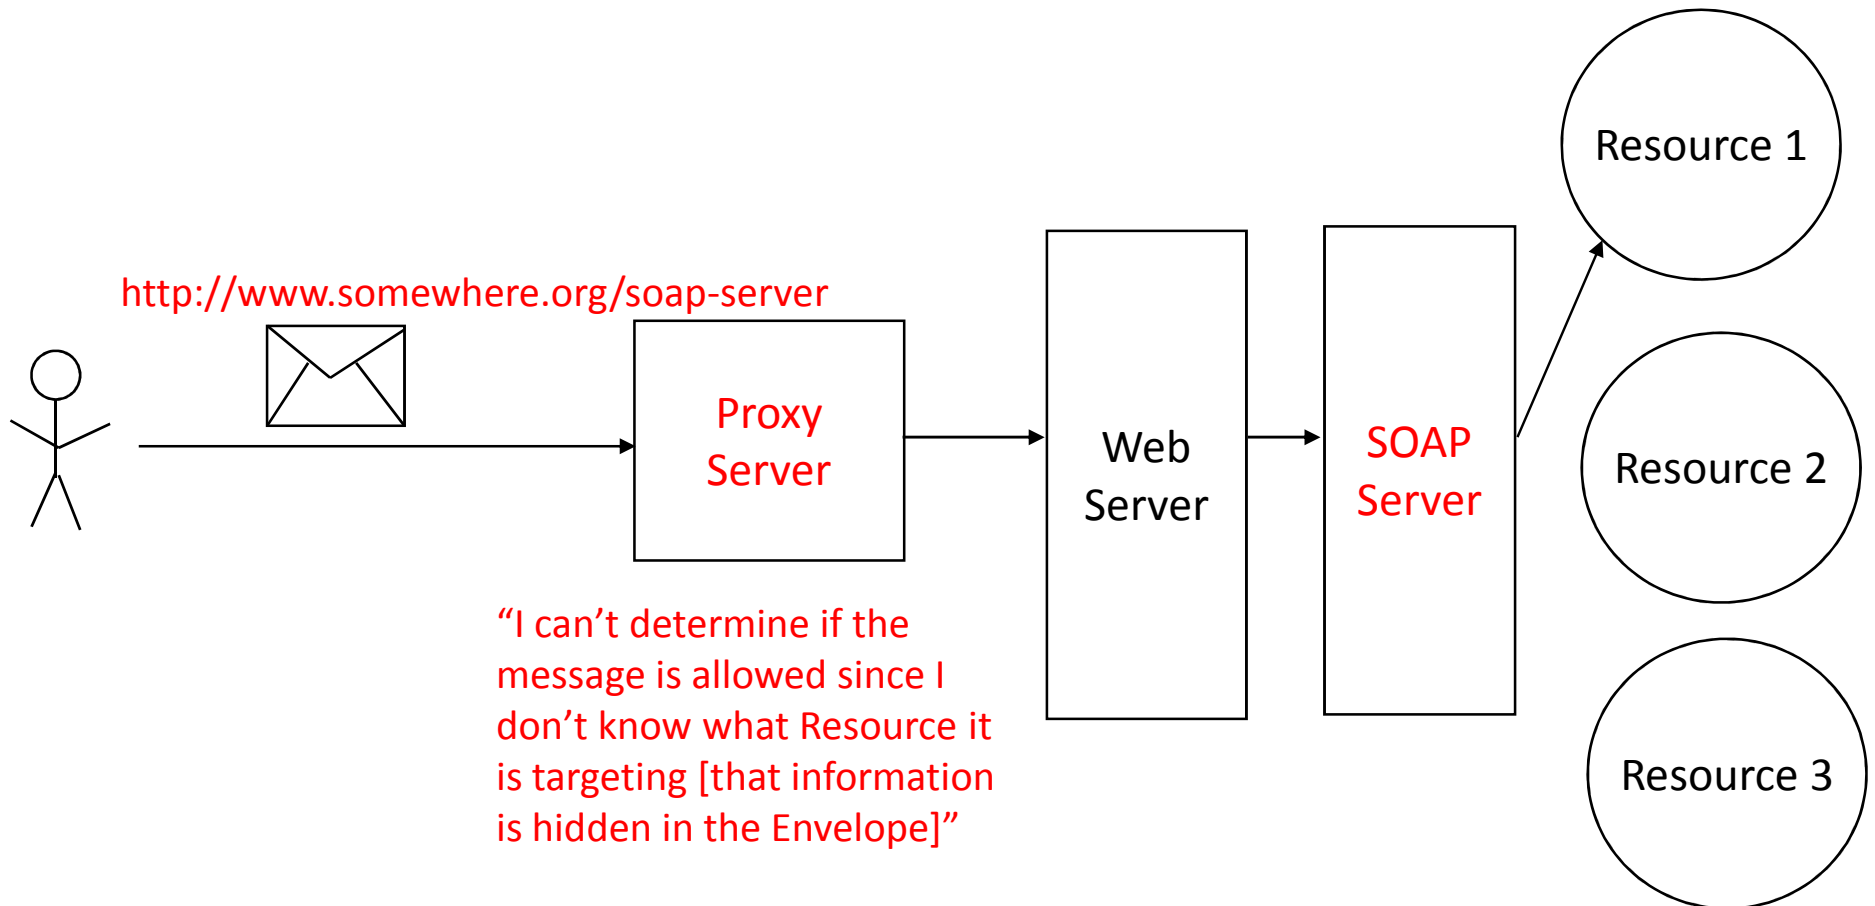 http://www.somewhere.org/soap-server
Proxy
Server
“I can’t determine if the
message is allowed since I
don’t know what Resource it
is targeting [that information
is hidden in the Envelope]”
Web
Server
SOAP
Server
Resource 1
Resource 2
Resource 3